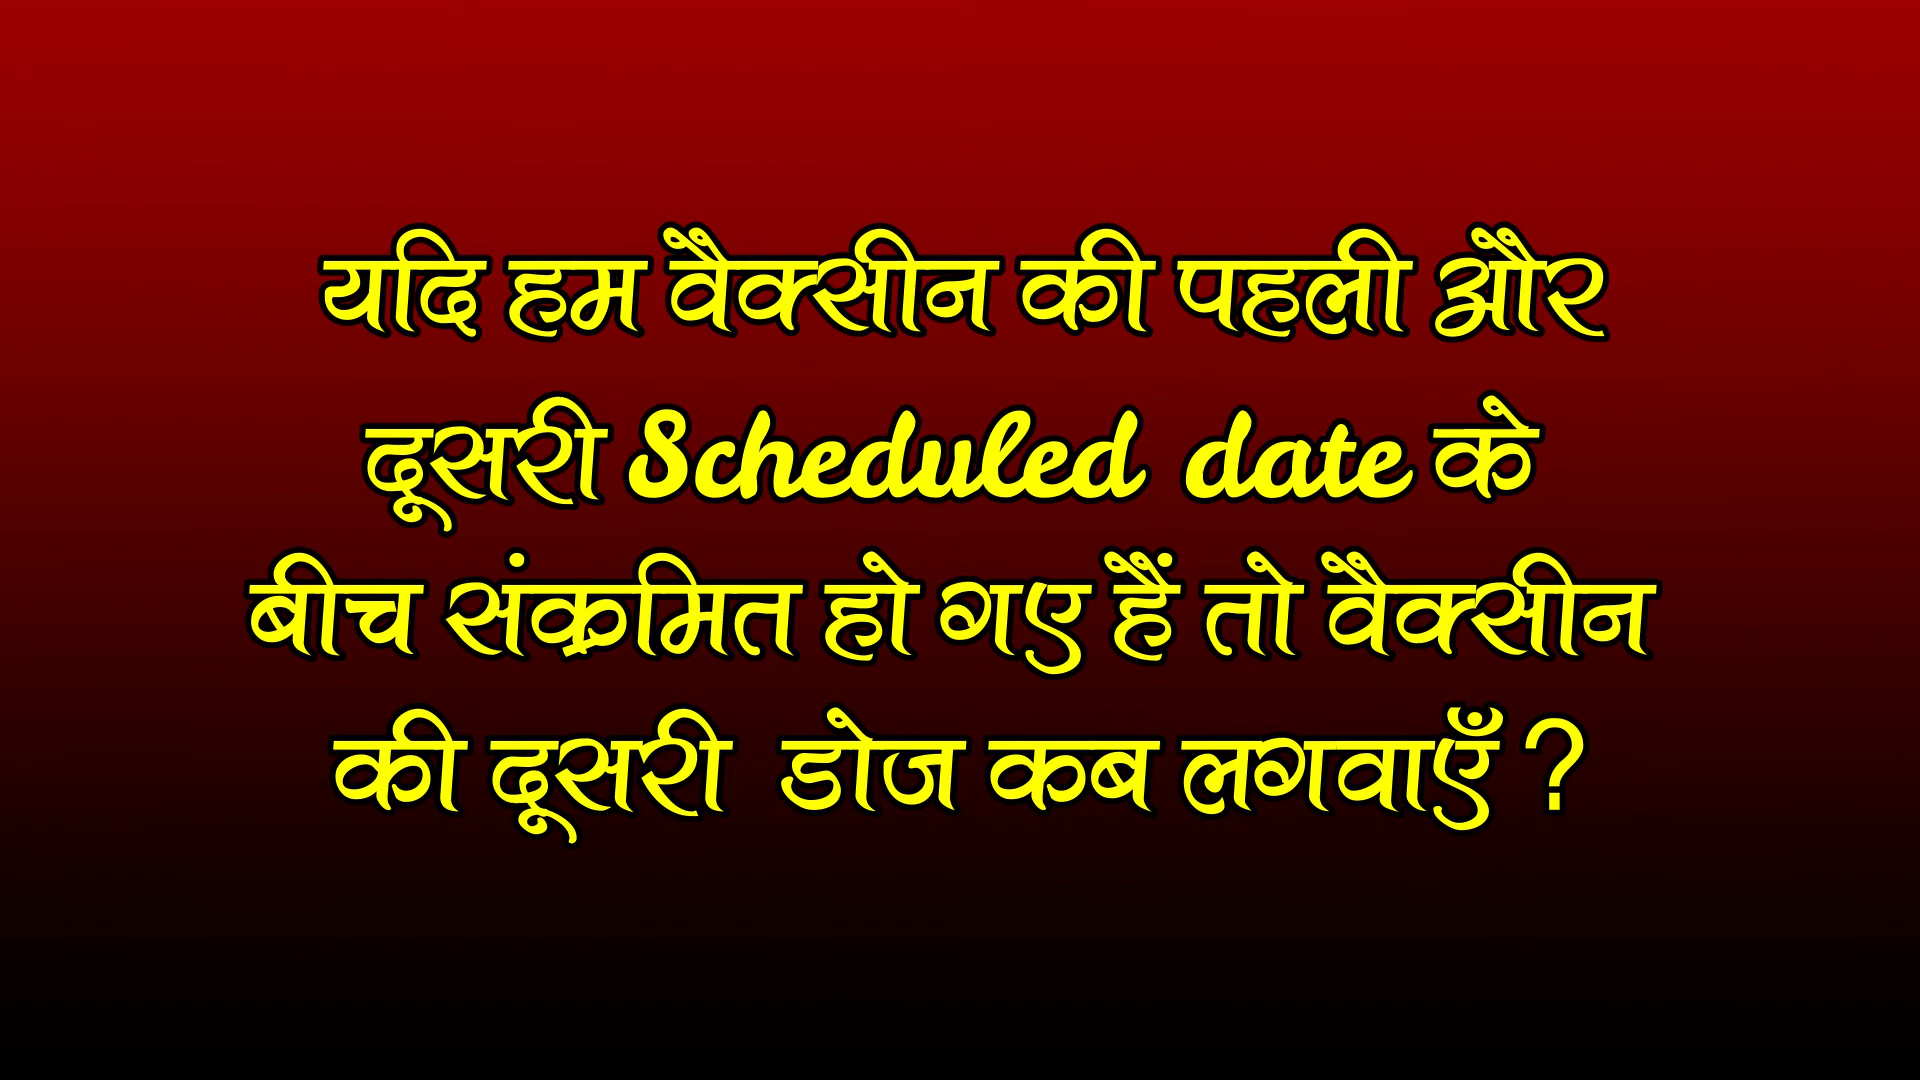 यदि हम वैक्सीन की पहली और
दूसरी Scheduled date के
बीच संक्रमित हो गए हैं तो वैक्सीन
की दूसरी डोज कब लगवाएँ ?